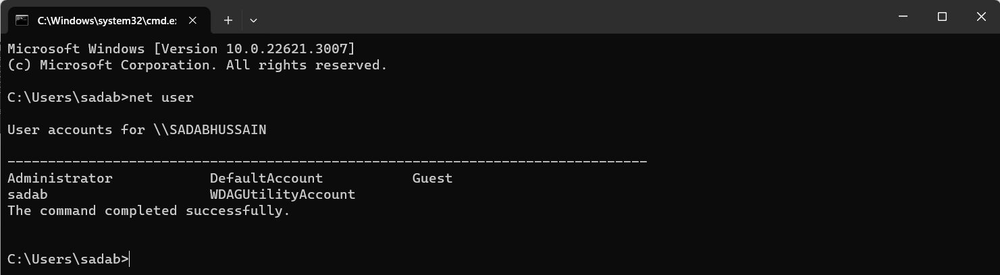 C:\Windows\system32\cmd.e
Microsoft Windows [Version 10.0.22621.3007]
(c) Microsoft Corporation. All rights reserved.
C:\Users\sadab>net user
User accounts for \\SADABHUSSAIN
-------------------------------------------------------------------------------
Administrator            DefaultAccount           Guest
sadab                    WDAGUtilityAccount
The command completed successfully.
C:\Users\sadab>